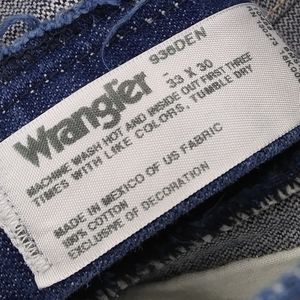 936DEN
Wrangler
33 X 30
MACHINE WASH HOT AND INSIDE OUT FIRST THREE
TIMES WITH LIKE COLORS, TUMBLE DRY
MADE IN MEXICO OF US FABRIC
100% COTTON
EXCLUSIVE OF DECORATION